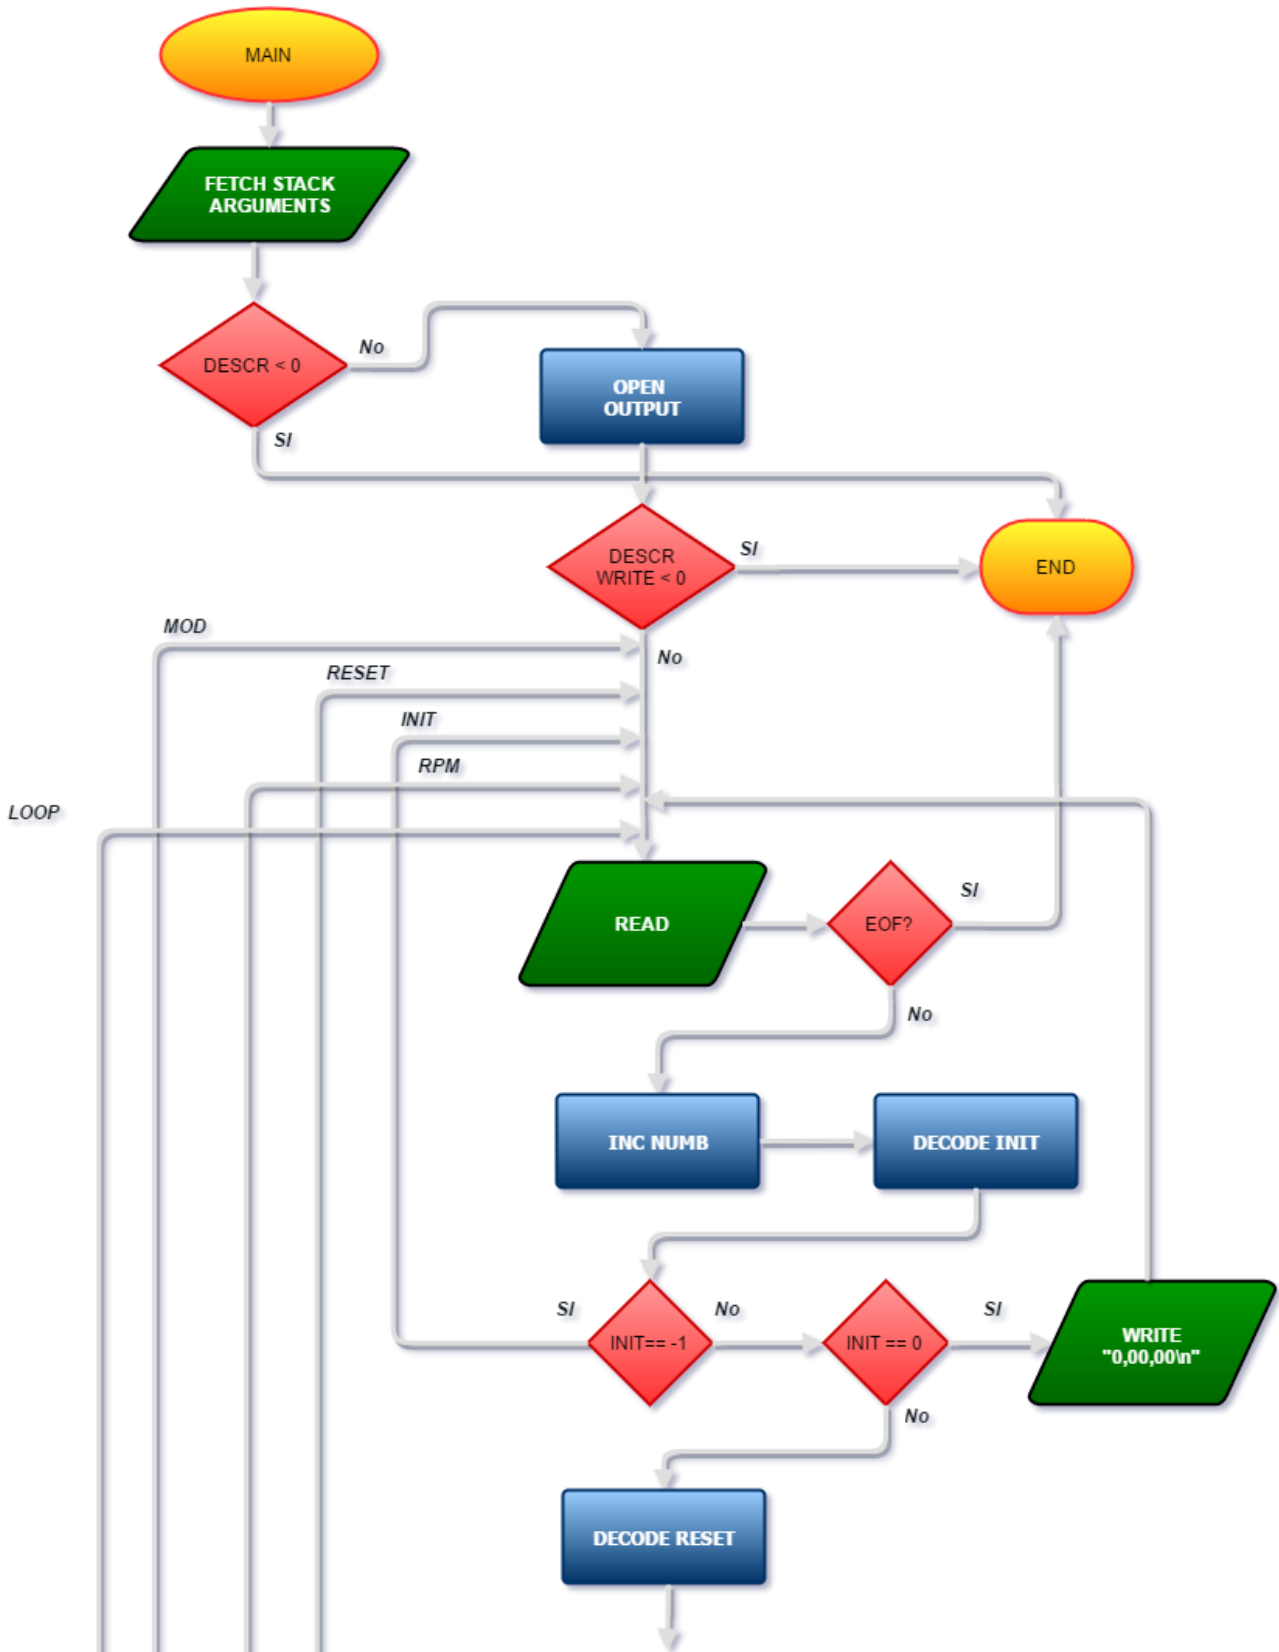 MAIN
FETCH STACK
ARGUMENTS
DESCR < 0
No
SI
OPEN
OUTPUT
DESCR
WRITE < 0
SI
END
No
MOD
RESET
INIT
RPM
LOOP
READ
EOF?
SI
No
INC NUMB
DECODE INIT
SI
INIT== -1
No
INIT == 0
SI
WRITE
"0,00,00\n"
No
DECODE RESET